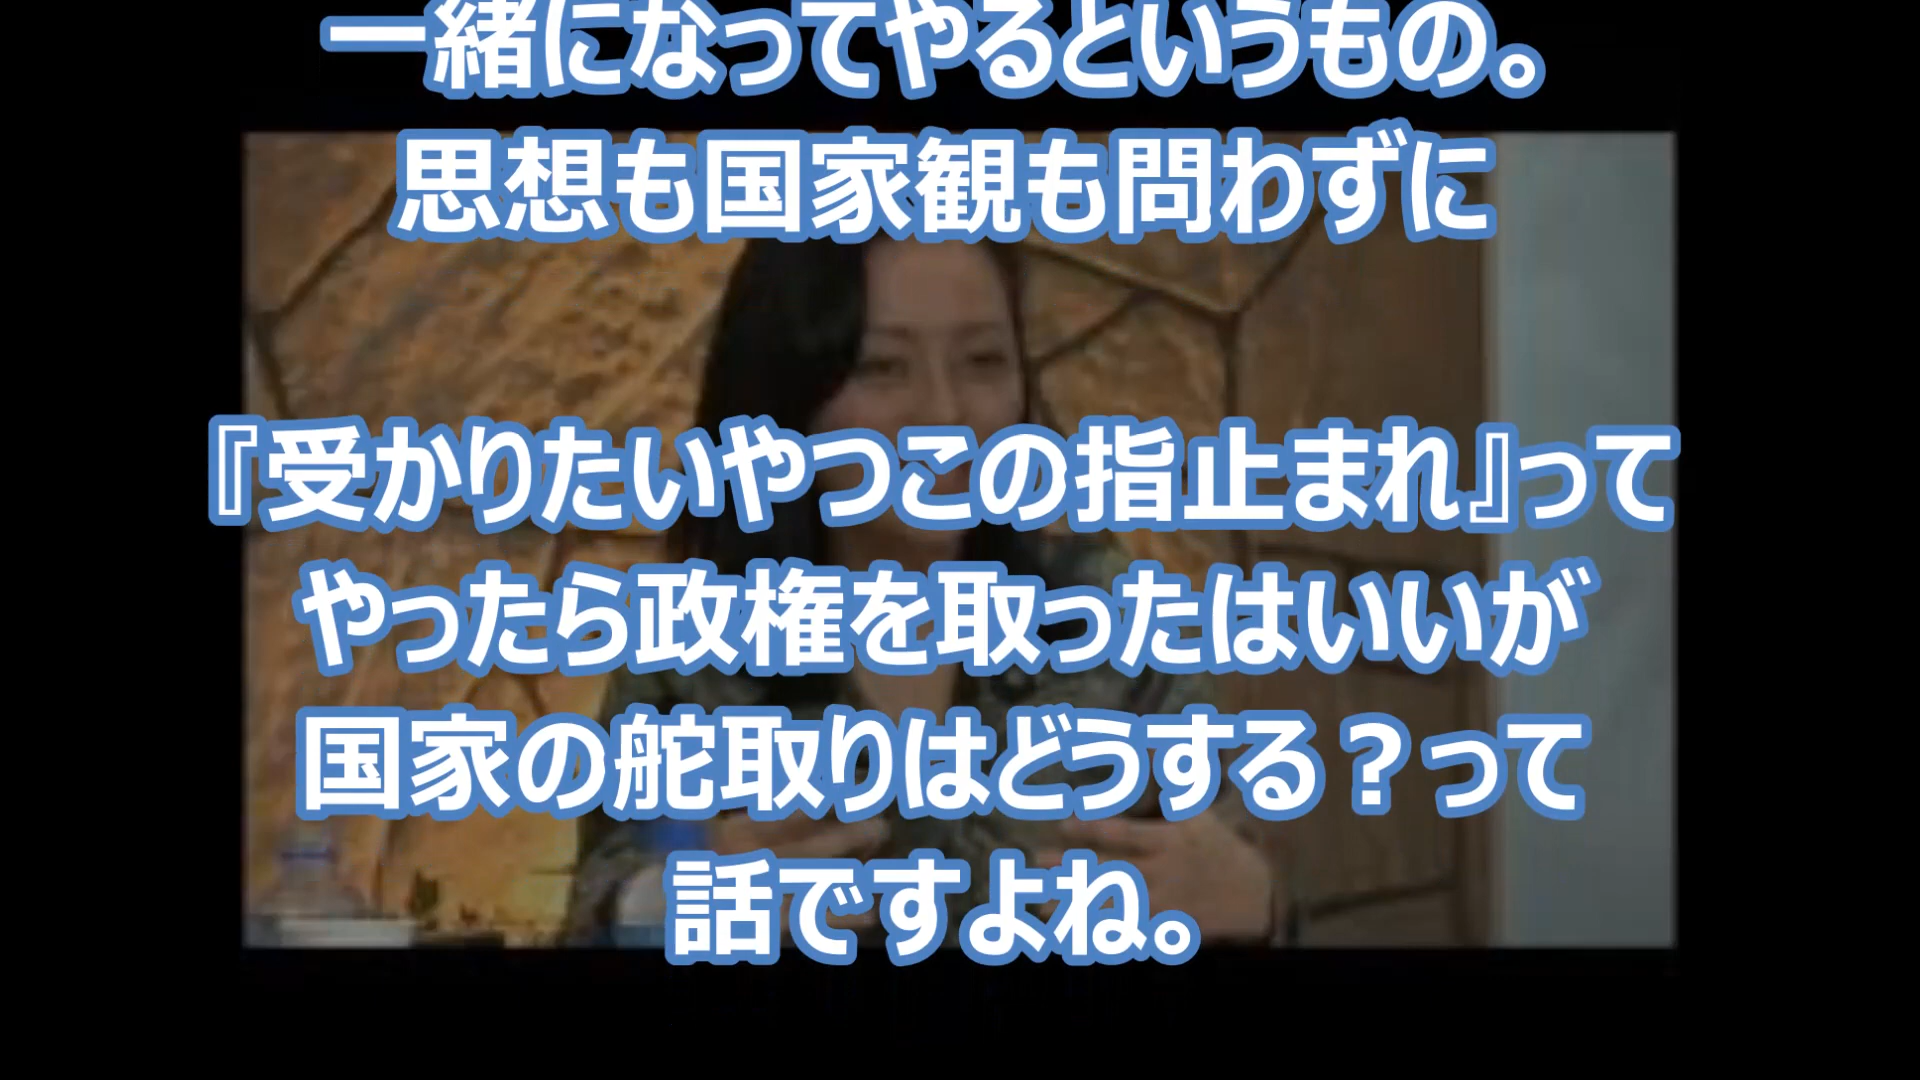 一緒になってやるというもの。
思想も国家観も問わずに
『受かりたいやつこの指止まれ』って
やったら政権を取ったはいいが
国家の舵取りはどうする？って
話ですよね。